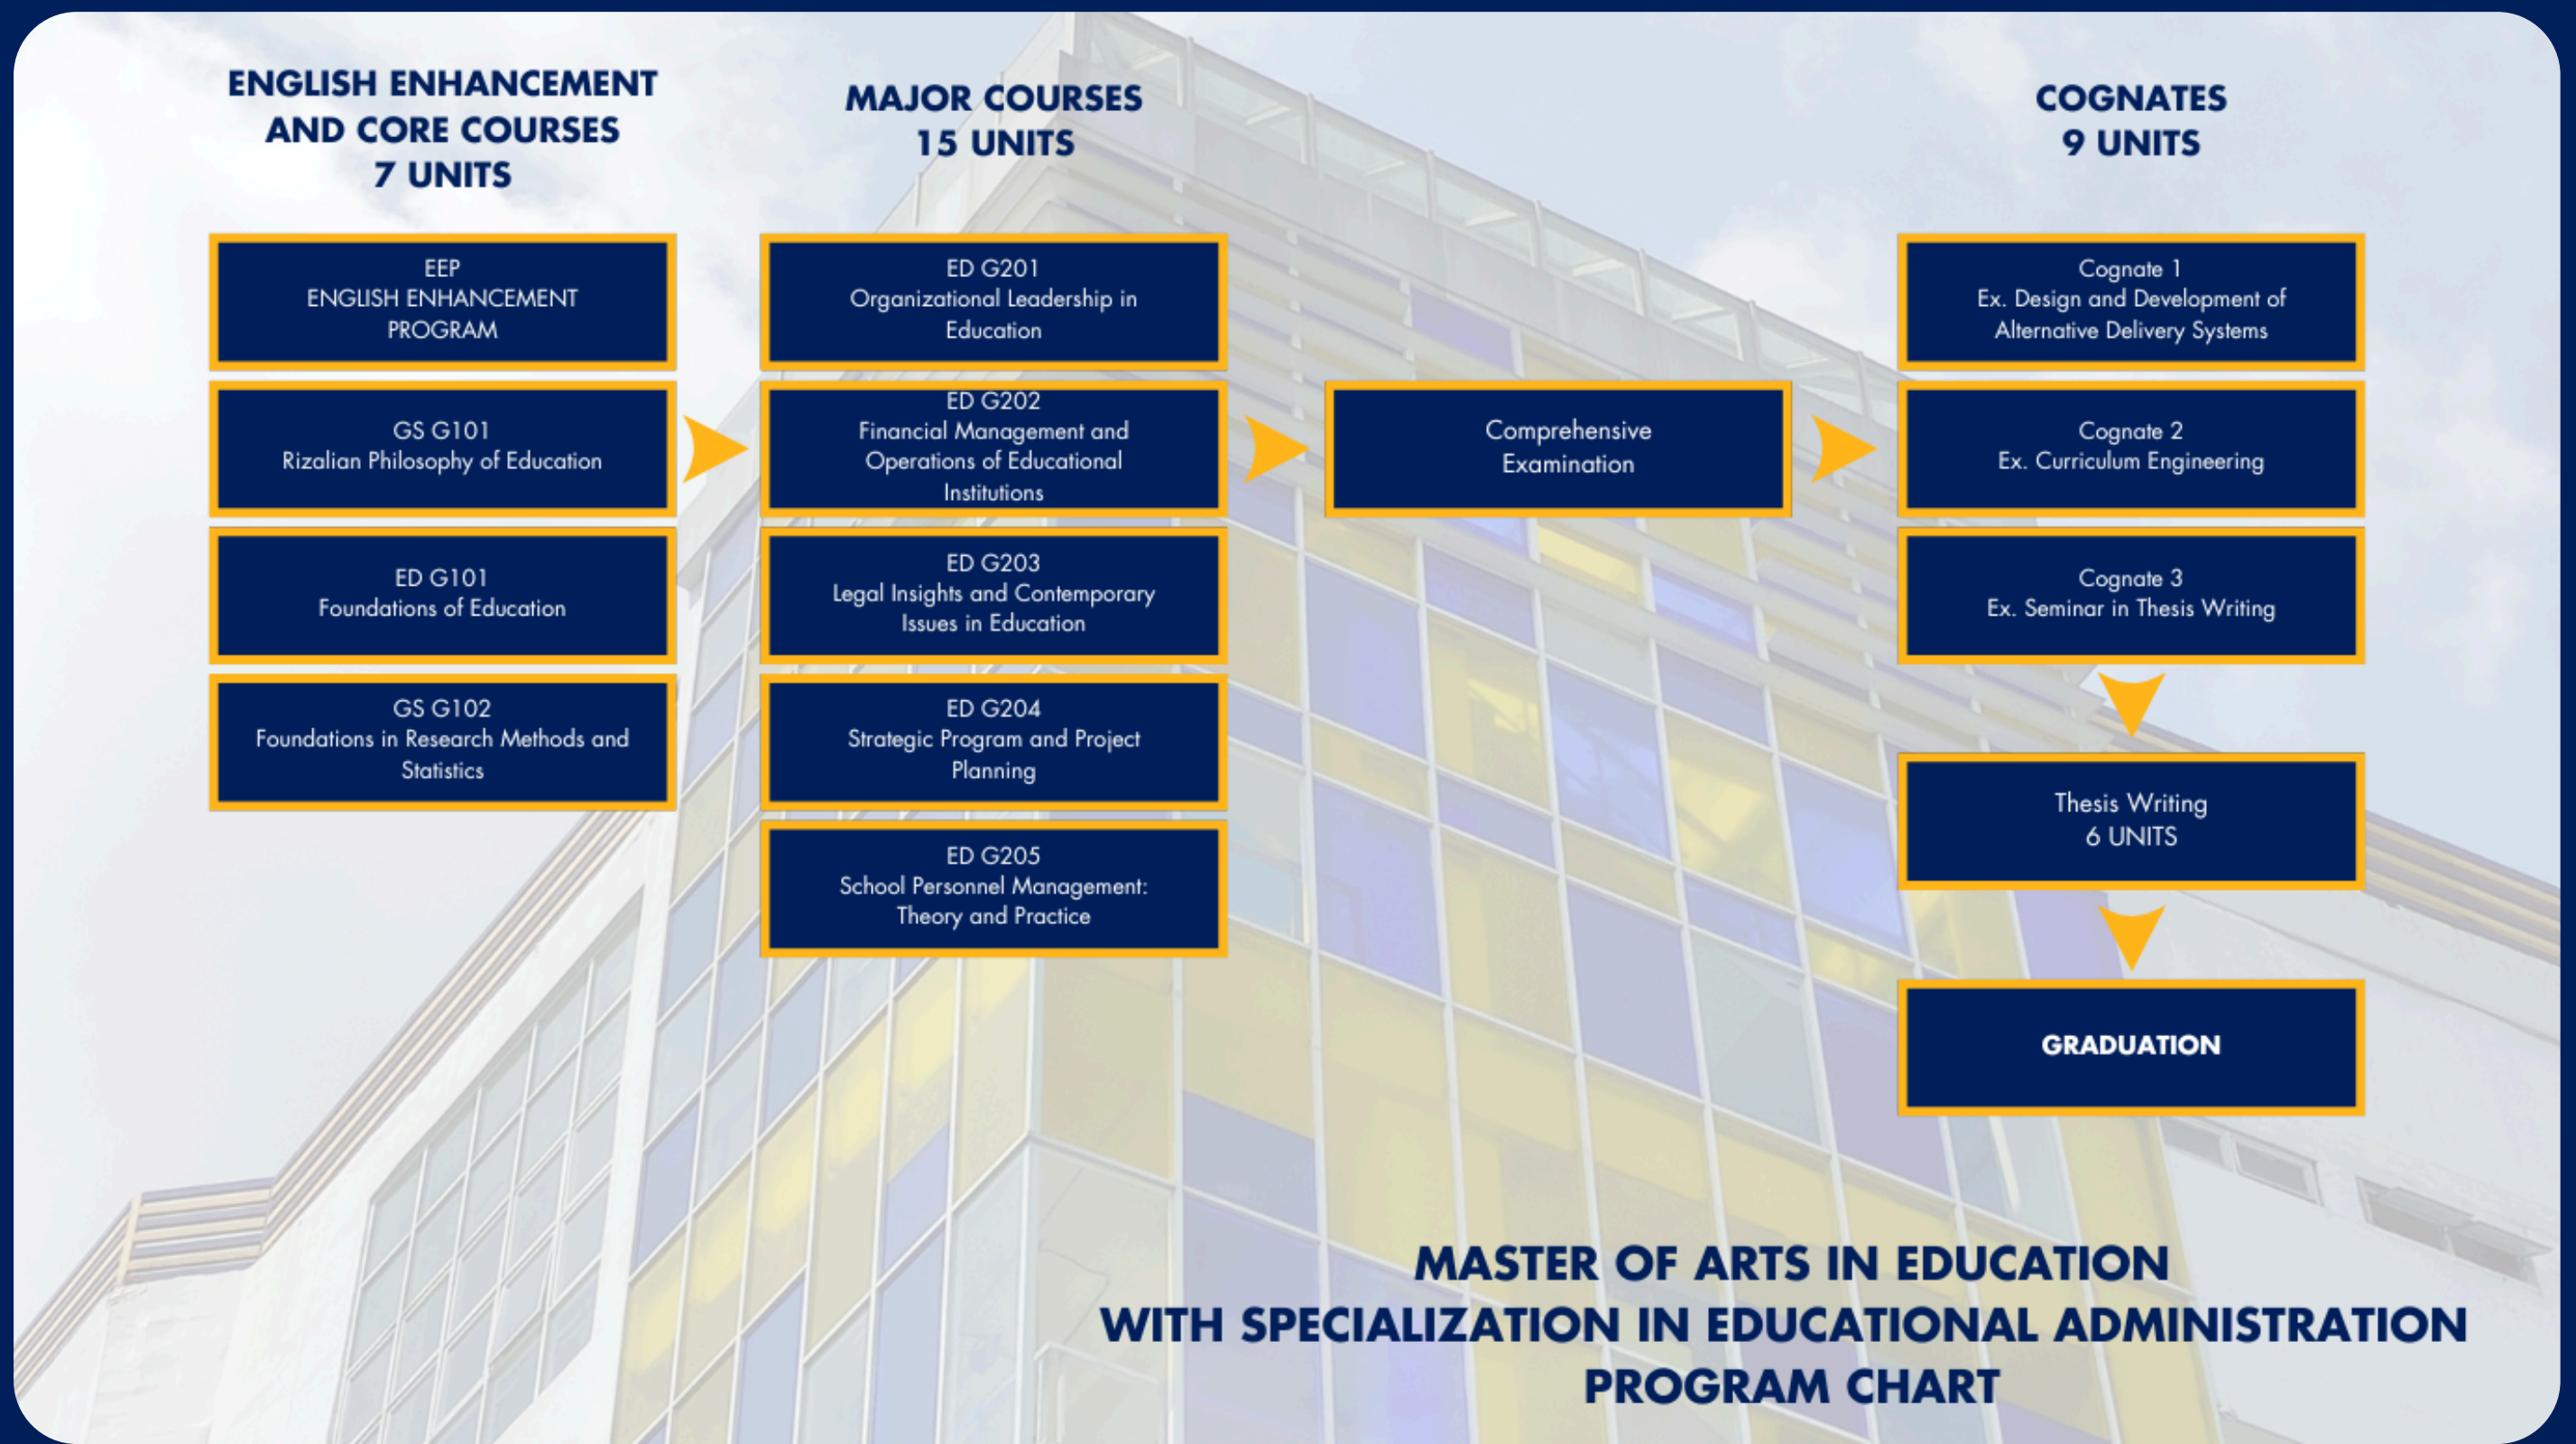 ENGLISH ENHANCEMENT
AND CORE COURSES
7 UNITS
EEP
ENGLISH ENHANCEMENT
PROGRAM
GS G101
Rizalian Philosophy of Education
ED G101
Foundations of Education
GS G102
Foundations in Research Methods and
Statistics
MAJOR COURSES
15 UNITS
ED G201
Organizational Leadership in
Education
ED G202
Financial Management and
Operations of Educational
Institutions
ED G203
Legal Insights and Contemporary
Issues in Education
ED G204
Strategic Program and Project
Planning
ED G205
School Personnel Management:
Theory and Practice
Comprehensive
Examination
COGNATES
9 UNITS
Cognate 1
Ex. Design and Development of
Alternative Delivery Systems
Cognate 2
Ex. Curriculum Engineering
Cognate 3
Ex. Seminar in Thesis Writing
Thesis Writing
6 UNITS
GRADUATION
MASTER OF ARTS IN EDUCATION
WITH SPECIALIZATION IN EDUCATIONAL ADMINISTRATION
PROGRAM CHART